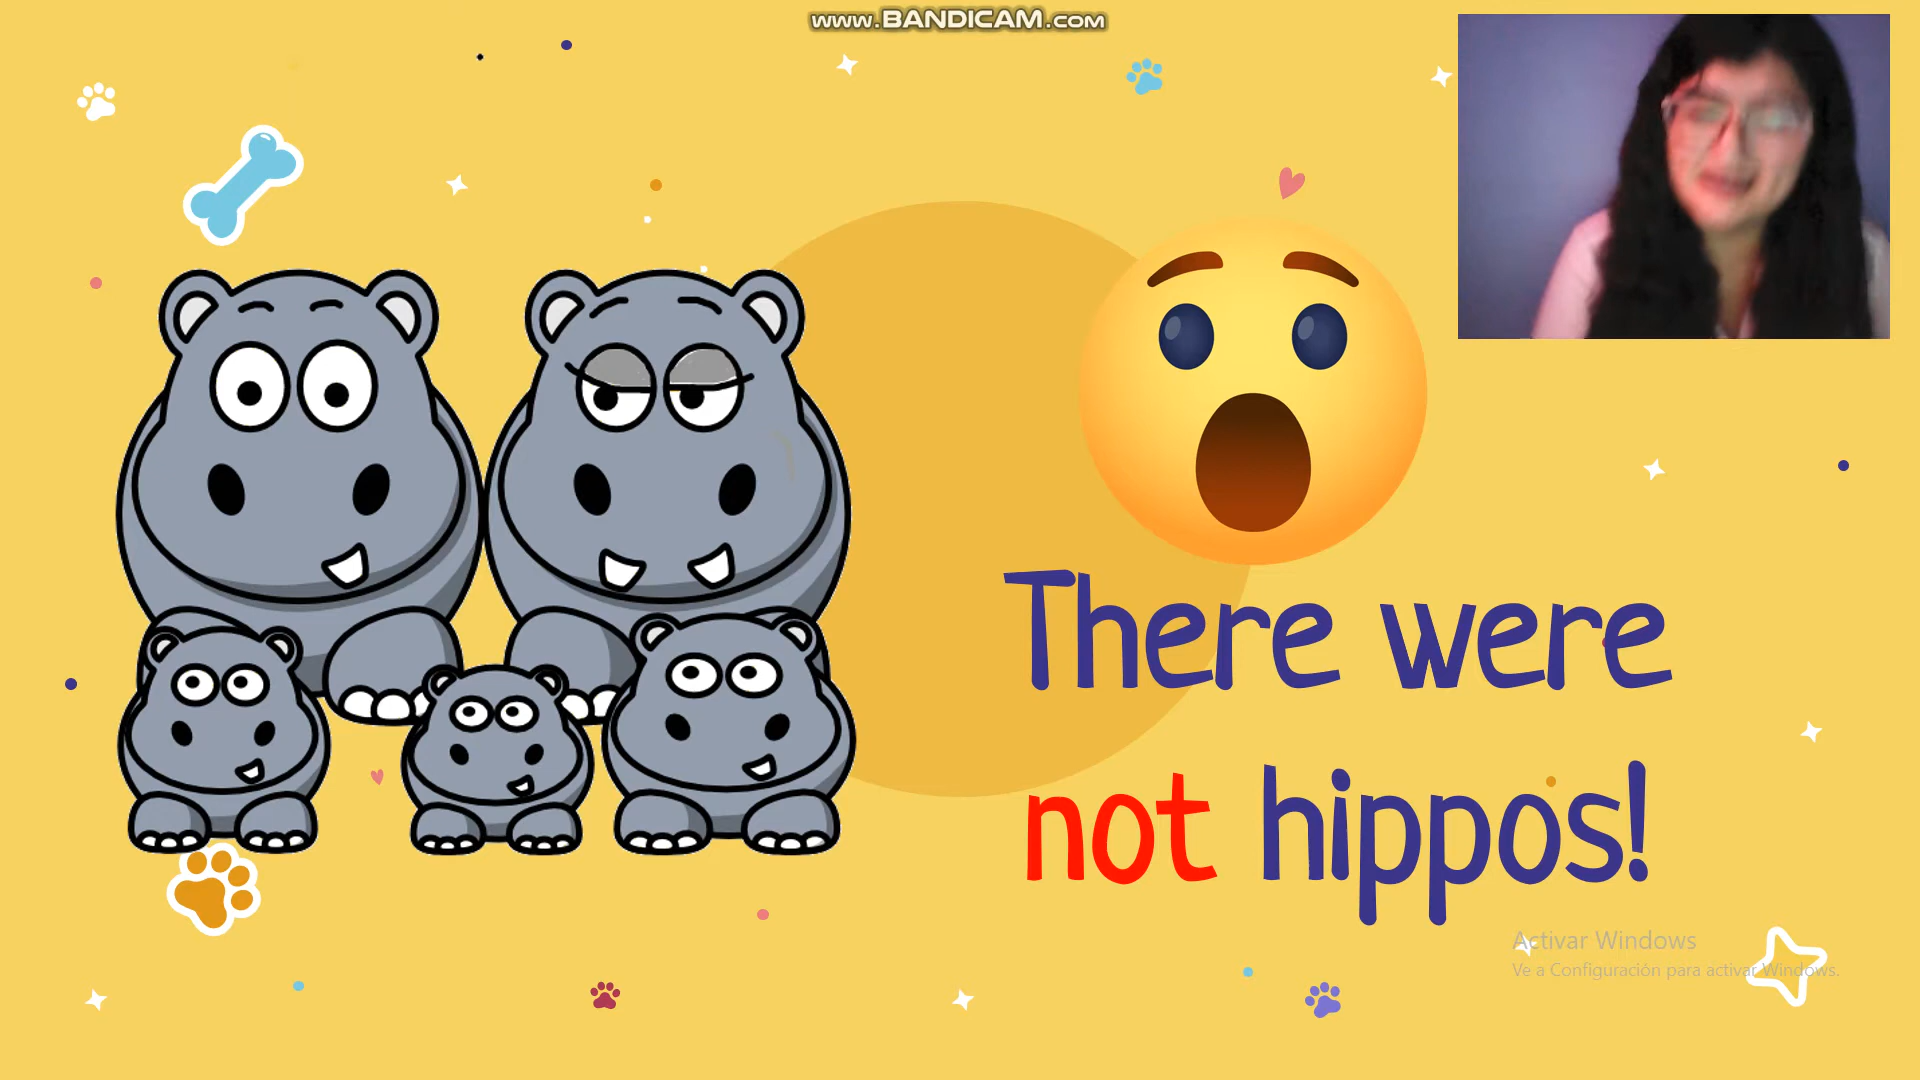 www.BANDICAM.com
There were
not hippos!
Activar Windows
Ve a Configuración para activar Windows.